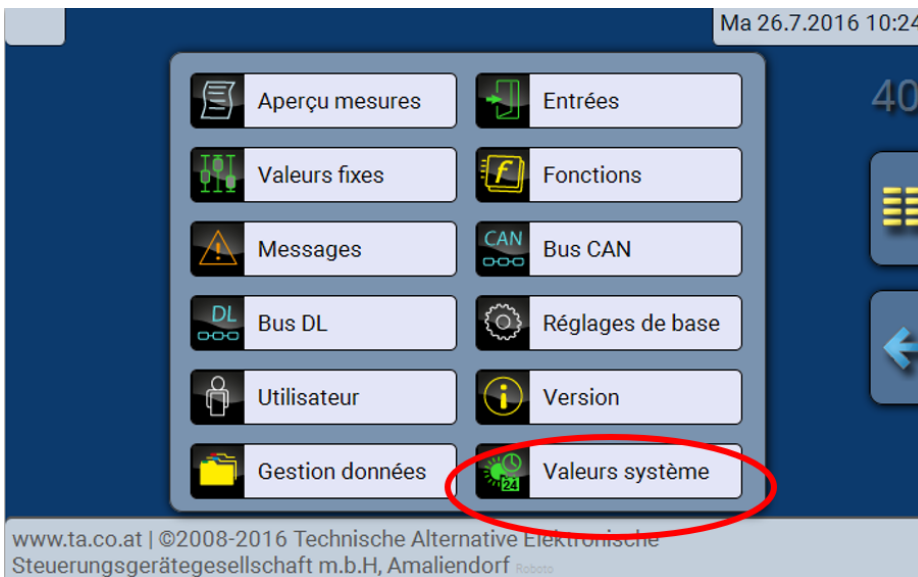 Ma 26.7.2016 10:24
40
Aperçu mesures
Entrées
Valeurs fixes
Fonctions
Messages
CAN
Bus CAN
DL
Bus DL
Réglages de base
Utilisateur
Version
Gestion données
24
Valeurs système
www.ta.co.at | ©2008-2016 Technische Alternative Elektronische
Steuerungsgerätegesellschaft m.b.H, Amaliendorf Roboto